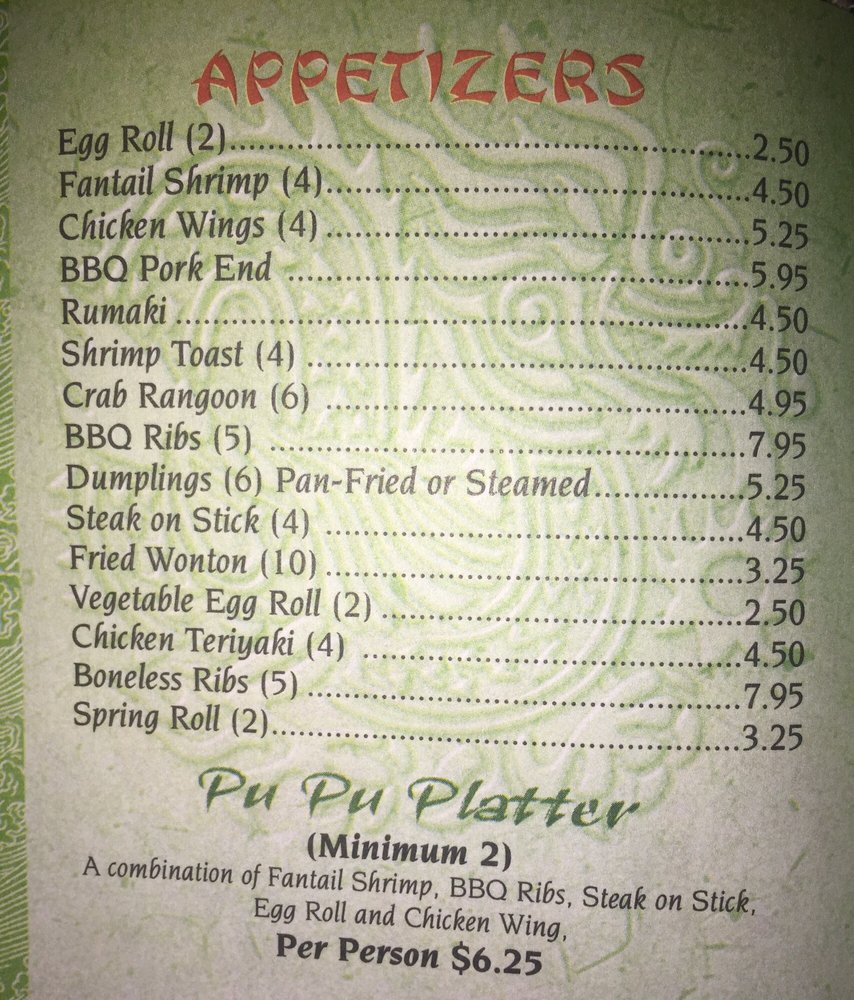 APPETIZERS
Egg Roll (2)..........2.50
Fantail Shrimp (4)..........4.50
Chicken Wings (4)..........5.25
BBQ Pork End ..........5.95
Rumaki ..........4.50
Shrimp Toast (4) ..........4.50
Crab Rangoon (6) ..........4.95
BBQ Ribs (5) ..........7.95
Dumplings (6) Pan-Fried or Steamed..........5.25
Steak on Stick (4) ..........4.50
Fried Wonton (10) ..........3.25
Vegetable Egg Roll (2) ..........2.50
Chicken Teriyaki (4) ..........4.50
Boneless Ribs (5) ..........7.95
Spring Roll (2)..........3.25
Pu Pu Platter
(Minimum 2)
A combination of Fantail Shrimp, BBQ Ribs, Steak on Stick,
Egg Roll and Chicken Wing,
Per Person $6.25